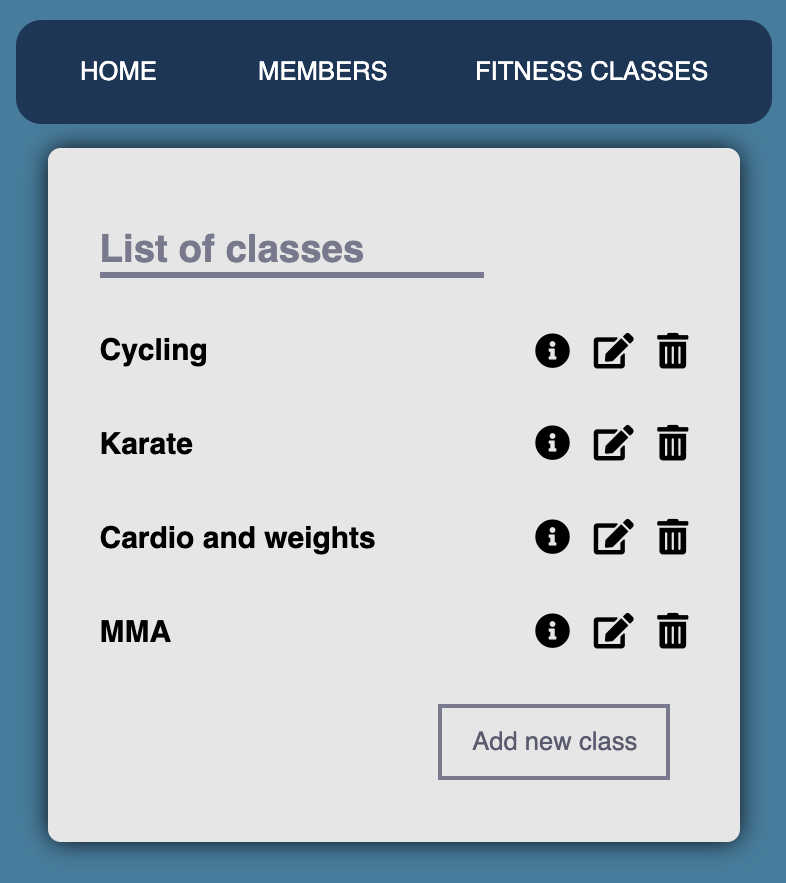 HOME MEMBERS FITNESS CLASSES
List of classes
Cycling
Karate
Cardio and weights
MMA
Add new class